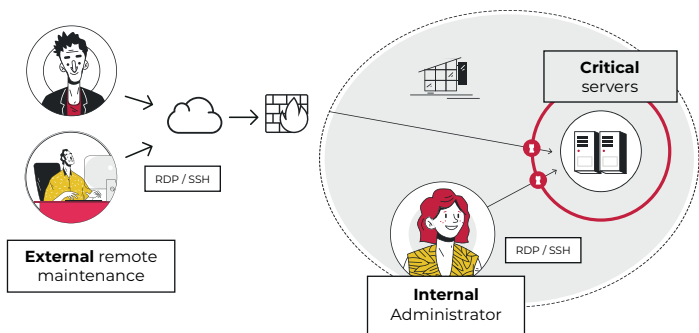 Critical
servers
RDP / SSH
External remote
maintenance
RDP / SSH
Internal
Administrator